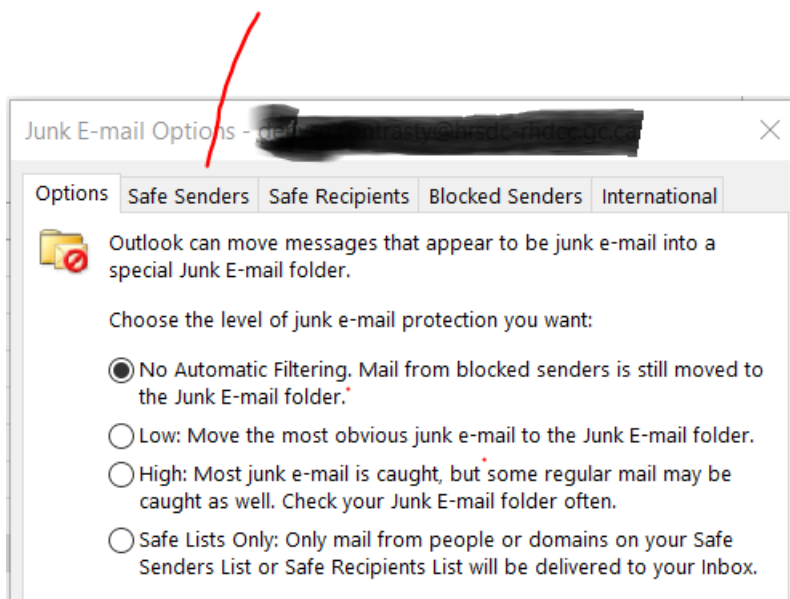 Junk E-mail Options -
Options Safe Senders Safe Recipients Blocked Senders International
Outlook can move messages that appear to be junk e-mail into a
special Junk E-mail folder.
Choose the level of junk e-mail protection you want:
No Automatic Filtering. Mail from blocked senders is still moved to
the Junk E-mail folder.
Low: Move the most obvious junk e-mail to the Junk E-mail folder.
High: Most junk e-mail is caught, but some regular mail may be
caught as well. Check your Junk E-mail folder often.
Safe Lists Only: Only mail from people or domains on your Safe
Senders List or Safe Recipients List will be delivered to your Inbox.